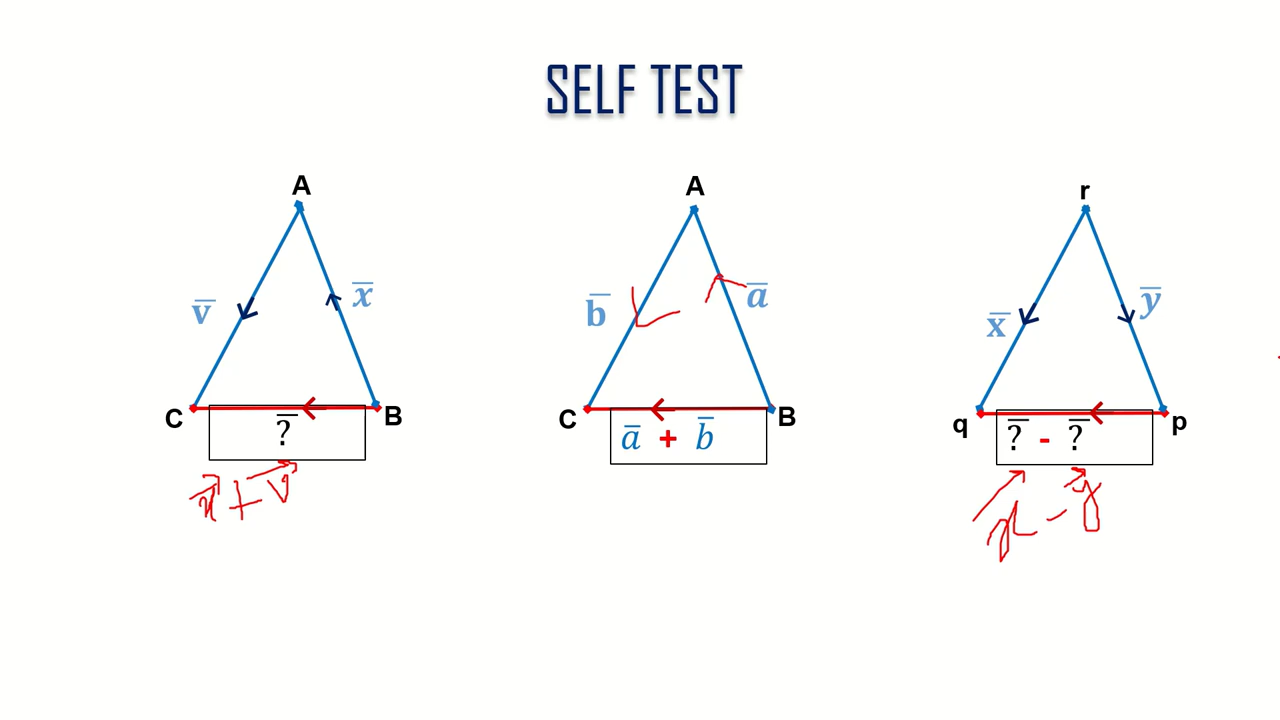 SELF TEST
A A r
v̅ x̅ b̅ a̅ x̅ y̅
C ?̅ B C a̅ + b̅ B q ?̅ - ?̅ p
x⃗ + v⃗ x⃗ - y⃗